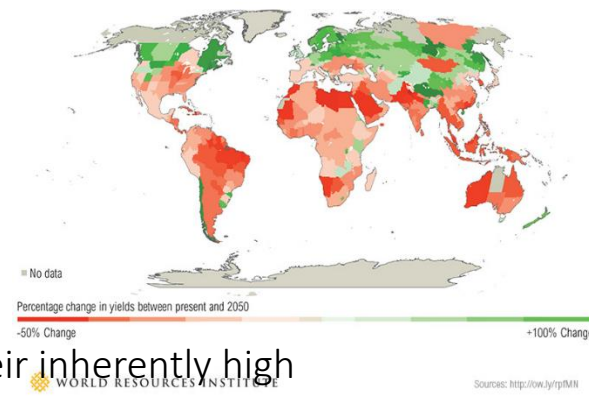 No data
Percentage change in yields between present and 2050
-50% Change
+100% Chang
eir inherently high
WORLD RESOURCES INSTITUTE
Sources: http://ow.ly/rpfMN